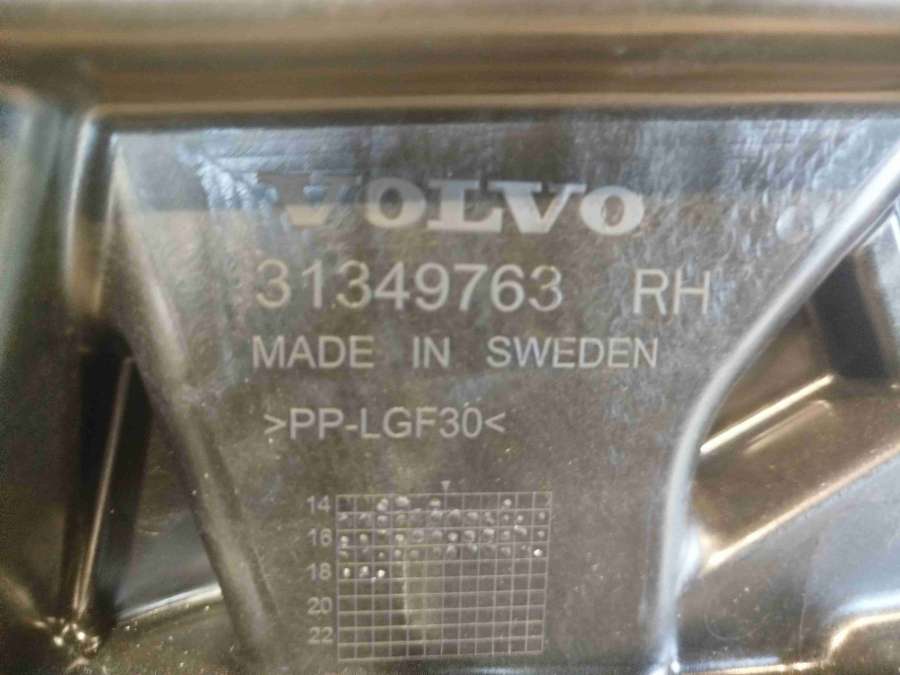 VOLVO
31349763 RH
MADE IN SWEDEN
>PP-LGF30<
14
16
18
20
22